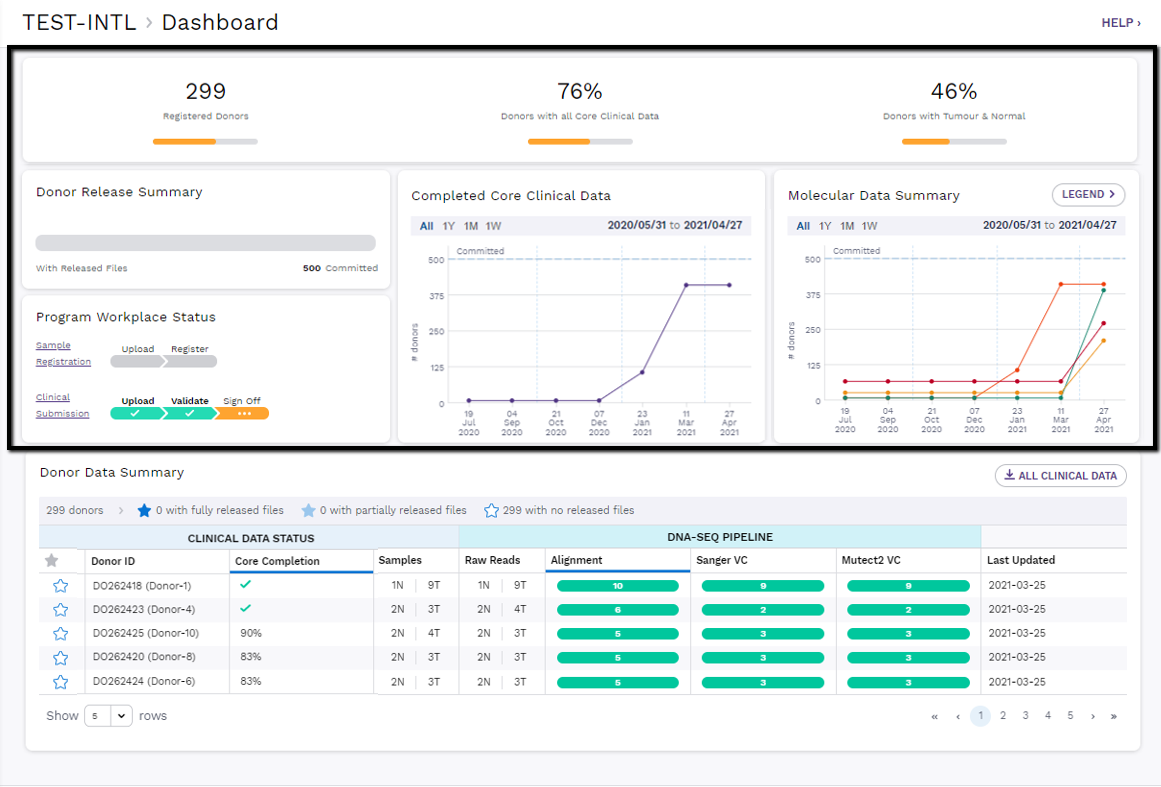 TEST-INTL › Dashboard
HELP ›
299
Registered Donors
76%
Donors with all Core Clinical Data
46%
Donors with Tumour & Normal
Donor Release Summary
With Released Files
500 Committed
Program Workplace Status
Sample
Registration
Upload Register
Clinical
Submission
Upload Validate Sign Off
Completed Core Clinical Data
All 1Y 1M 1W 2020/05/31 to 2021/04/27
Committed
# donors
500
375
250
125
0
19 Jul 2020
04 Sep 2020
21 Oct 2020
07 Dec 2020
23 Jan 2021
11 Mar 2021
27 Apr 2021
Molecular Data Summary
LEGEND ›
All 1Y 1M 1W 2020/05/31 to 2021/04/27
Committed
# donors
500
375
250
125
0
19 Jul 2020
04 Sep 2020
21 Oct 2020
07 Dec 2020
23 Jan 2021
11 Mar 2021
27 Apr 2021
Donor Data Summary
ALL CLINICAL DATA
299 donors › 0 with fully released files 0 with partially released files 299 with no released files
CLINICAL DATA STATUS DNA-SEQ PIPELINE
Donor ID Core Completion Samples Raw Reads Alignment Sanger VC Mutect2 VC Last Updated
DO262418 (Donor-1) ✓ 1N 9T 1N 9T 10 9 9 2021-03-25
DO262423 (Donor-4) ✓ 2N 3T 2N 4T 6 2 2 2021-03-25
DO262425 (Donor-10) 90% 2N 4T 2N 3T 5 3 3 2021-03-25
DO262420 (Donor-8) 83% 2N 3T 2N 3T 5 3 3 2021-03-25
DO262424 (Donor-6) 83% 2N 3T 2N 3T 5 3 3 2021-03-25
Show 5 rows
« ‹ 1 2 3 4 5 › »